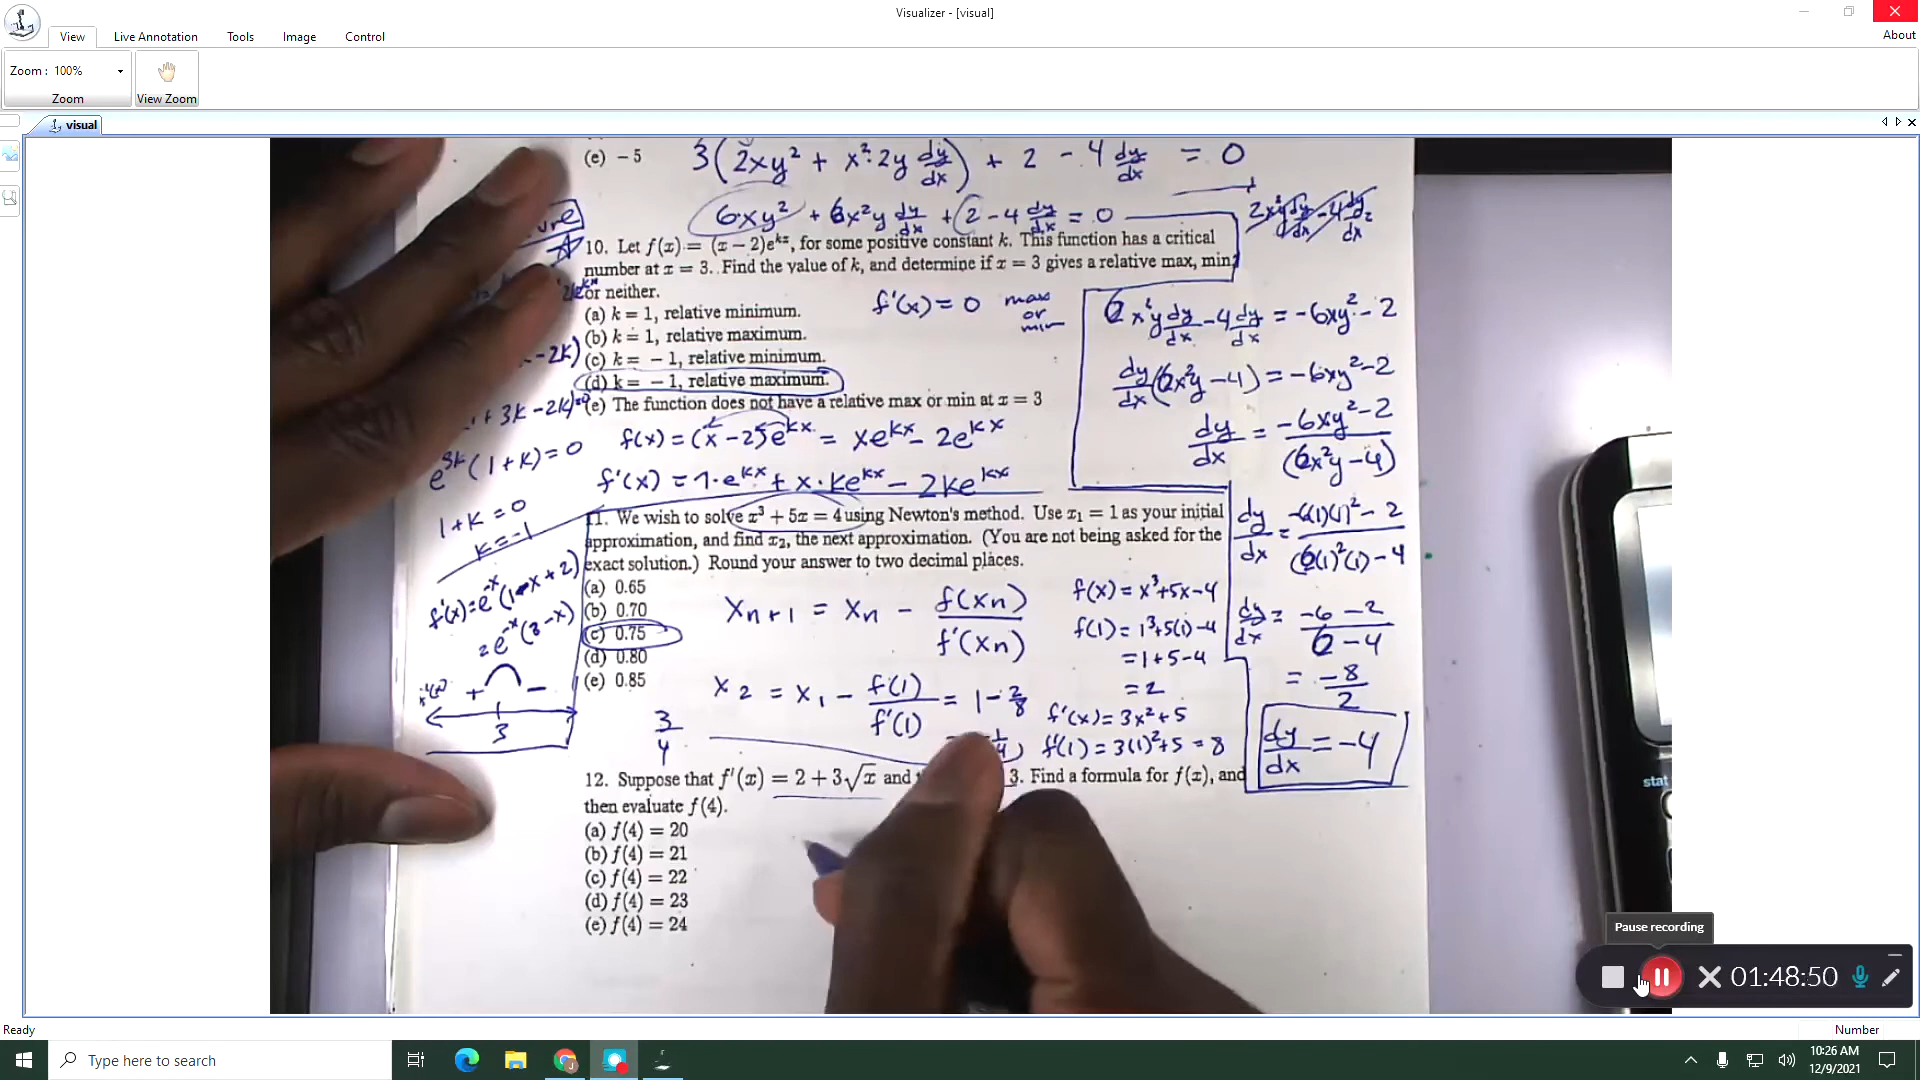 Visualizer - [visual]
View Live Annotation Tools Image Control
About
Zoom : 100%
Zoom
View Zoom
visual
(e) − 5
3(2xy² + x²·2y dy/dx) + 2 − 4 dy/dx = 0
6xy² + 6x²y dy/dx + 2 − 4 dy/dx = 0
10. Let f(x) = (x − 2)e^{kx}, for some positive constant k. This function has a critical
number at x = 3. Find the value of k, and determine if x = 3 gives a relative max, min,
or neither.
(a) k = 1, relative minimum.
(b) k = 1, relative maximum.
(c) k = − 1, relative minimum.
(d) k = − 1, relative maximum.
(e) The function does not have a relative max or min at x = 3
f'(x) = 0 max
or
min
f(x) = (x − 2)e^{kx} = xe^{kx} − 2e^{kx}
f'(x) = 1·e^{kx} + x·ke^{kx} − 2ke^{kx}
+ 3k − 2k) = 0
e^{3k}(1 + k) = 0
1 + k = 0
k = −1
f'(x) = e^{-x}(1 − x + 2)
= e^{-x}(3 − x)
+ −
3
6x²y dy/dx − 4 dy/dx = −6xy² − 2
dy/dx (6x²y − 4) = −6xy² − 2
dy/dx = −6xy² − 2 / (6x²y − 4)
dy/dx = −6(1)(1)² − 2 / (6(1)²(1) − 4
dy/dx = −6 − 2 / 6 − 4
= −8/2
dy/dx = −4
11. We wish to solve x³ + 5x = 4 using Newton's method. Use x₁ = 1 as your initial
approximation, and find x₂, the next approximation. (You are not being asked for the
exact solution.) Round your answer to two decimal places.
(a) 0.65
(b) 0.70
(c) 0.75
(d) 0.80
(e) 0.85
x_{n+1} = x_n − f(x_n)/f'(x_n)
x₂ = x₁ − f(1)/f'(1) = 1 − 2/8
3/4
f(x) = x³+5x−4
f(1) = 1³+5(1)−4
= 1+5−4
= 2
f'(x) = 3x²+5
f'(1) = 3(1)²+5 = 8
12. Suppose that f'(x) = 2 + 3√x and 3. Find a formula for f(x), and
then evaluate f(4).
(a) f(4) = 20
(b) f(4) = 21
(c) f(4) = 22
(d) f(4) = 23
(e) f(4) = 24
stat
Pause recording
01:48:50
Ready
Number
Type here to search
10:26 AM
12/9/2021